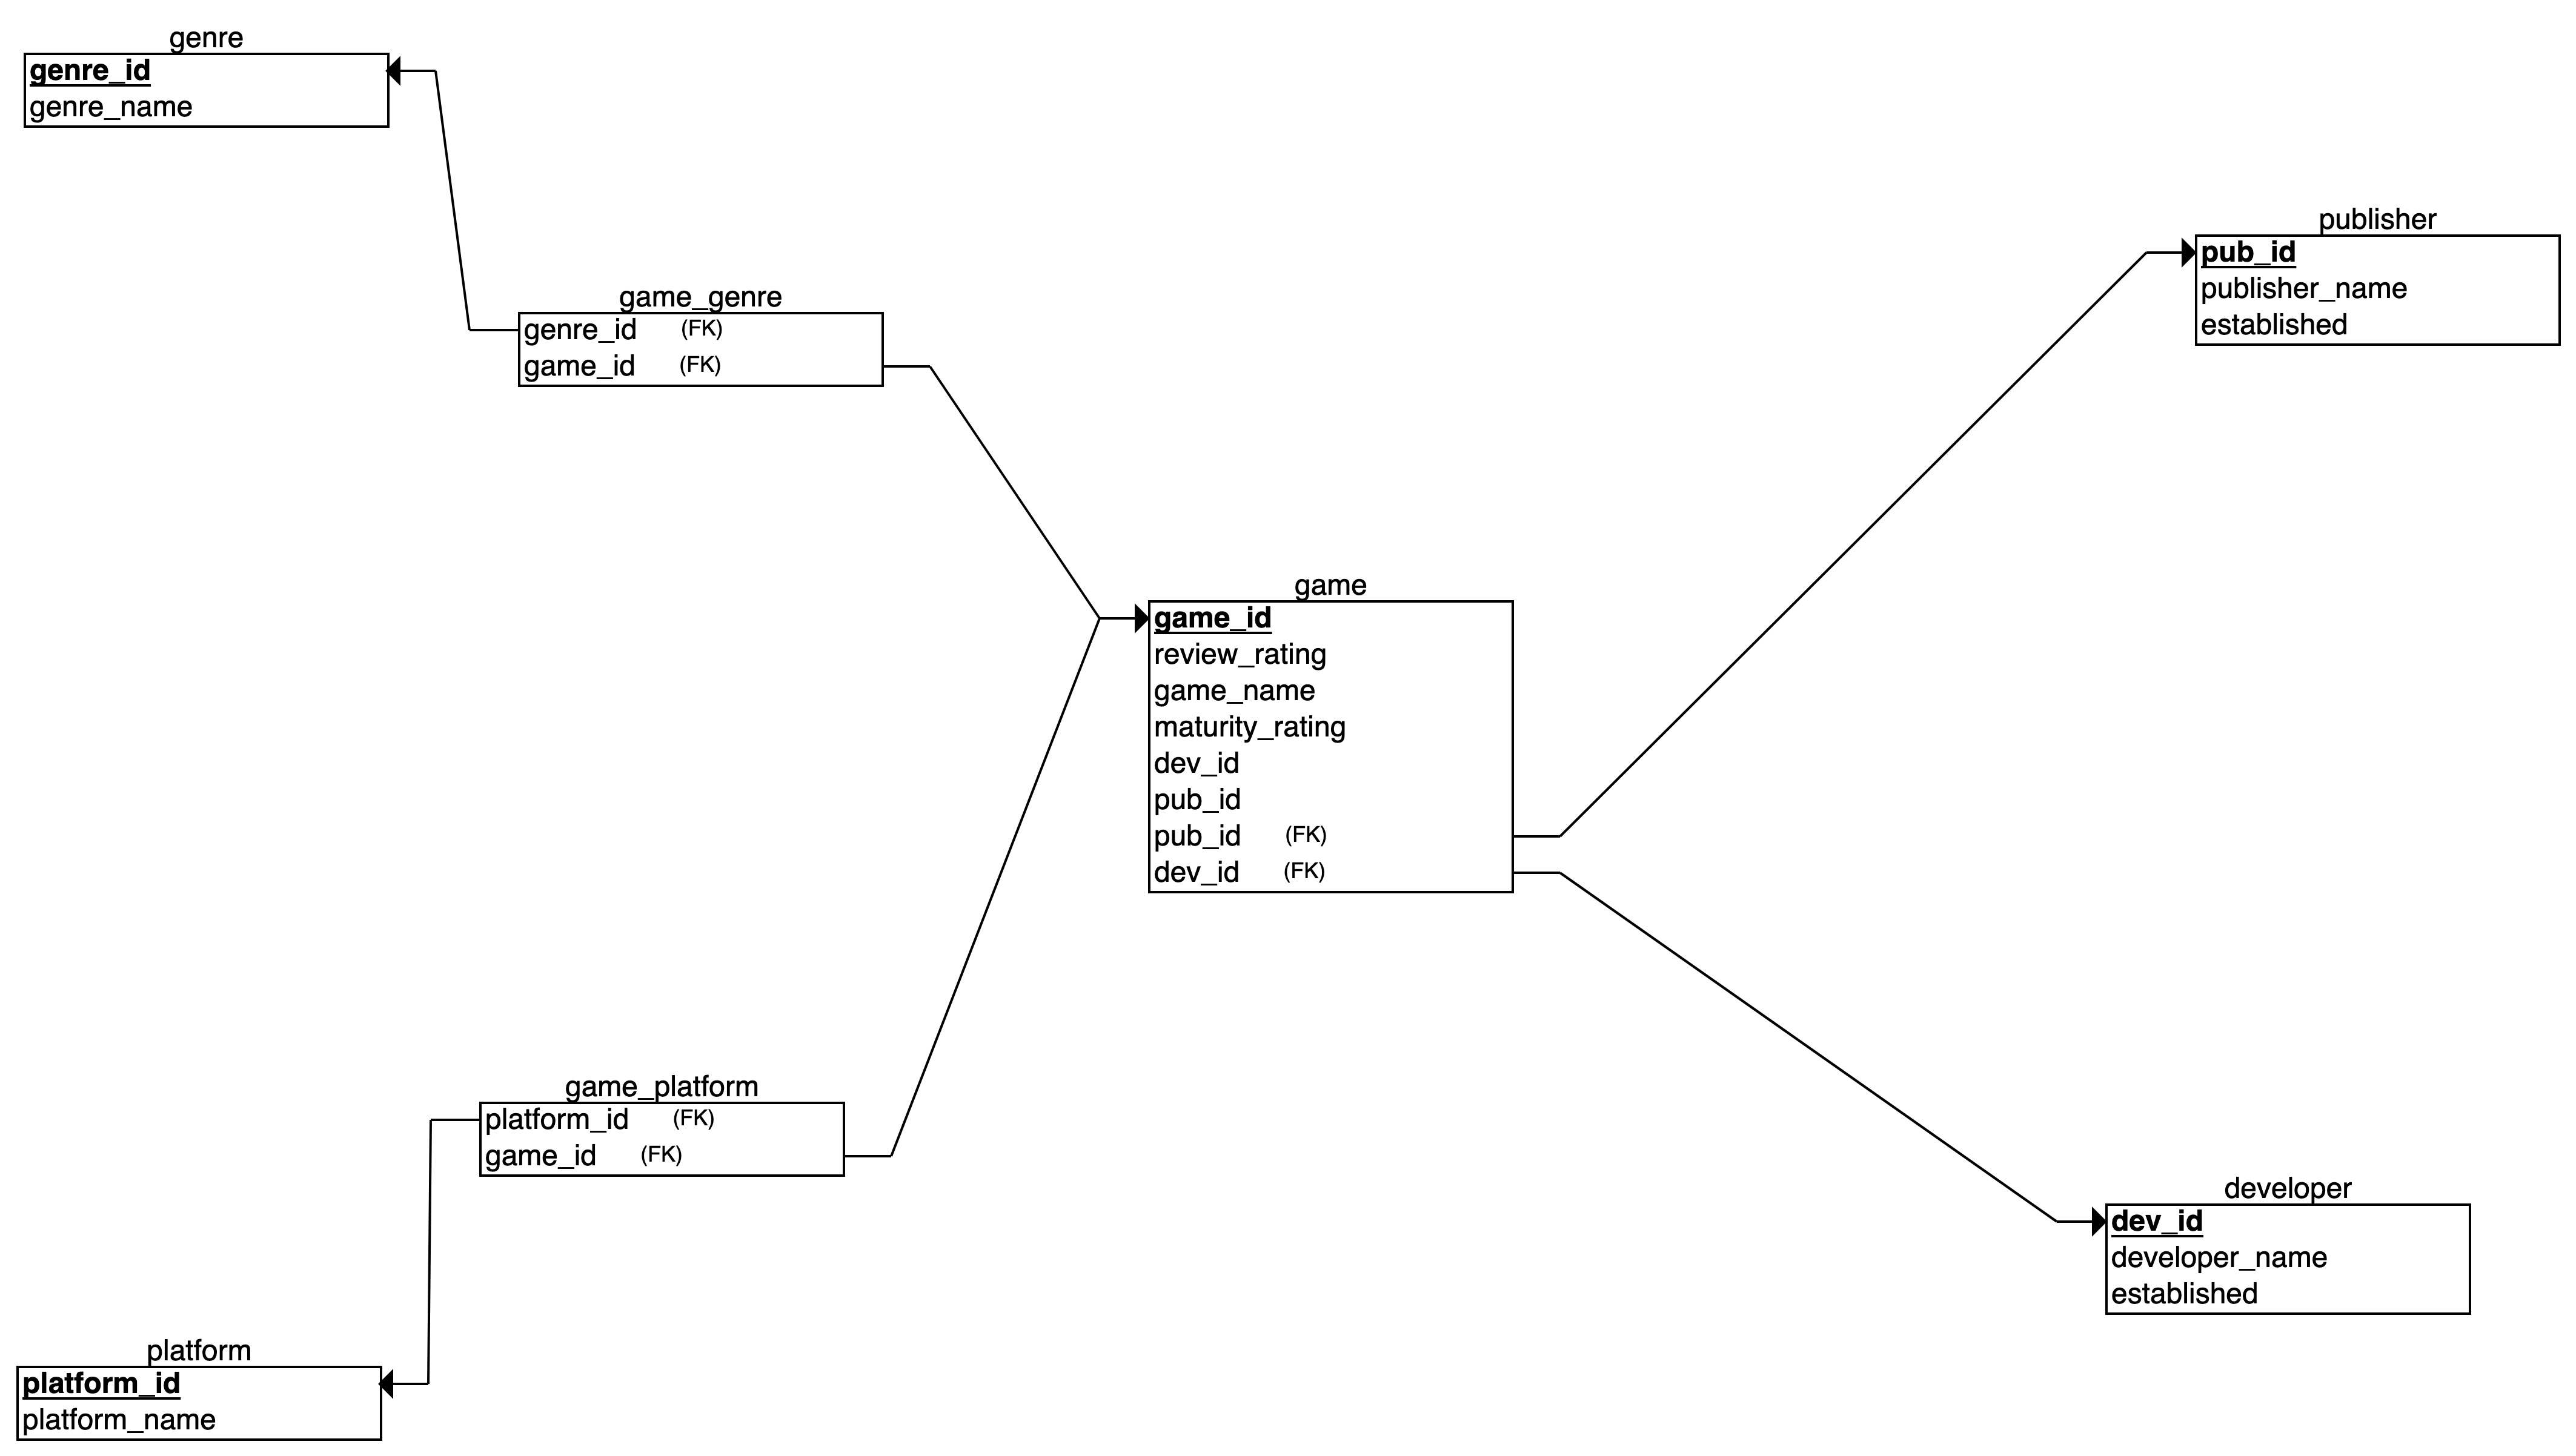 genre
genre_id
genre_name
publisher
pub_id
publisher_name
established
game_genre
genre_id (FK)
game_id (FK)
game
game_id
review_rating
game_name
maturity_rating
dev_id
pub_id
pub_id (FK)
dev_id (FK)
game_platform
platform_id (FK)
game_id (FK)
developer
dev_id
developer_name
established
platform
platform_id
platform_name